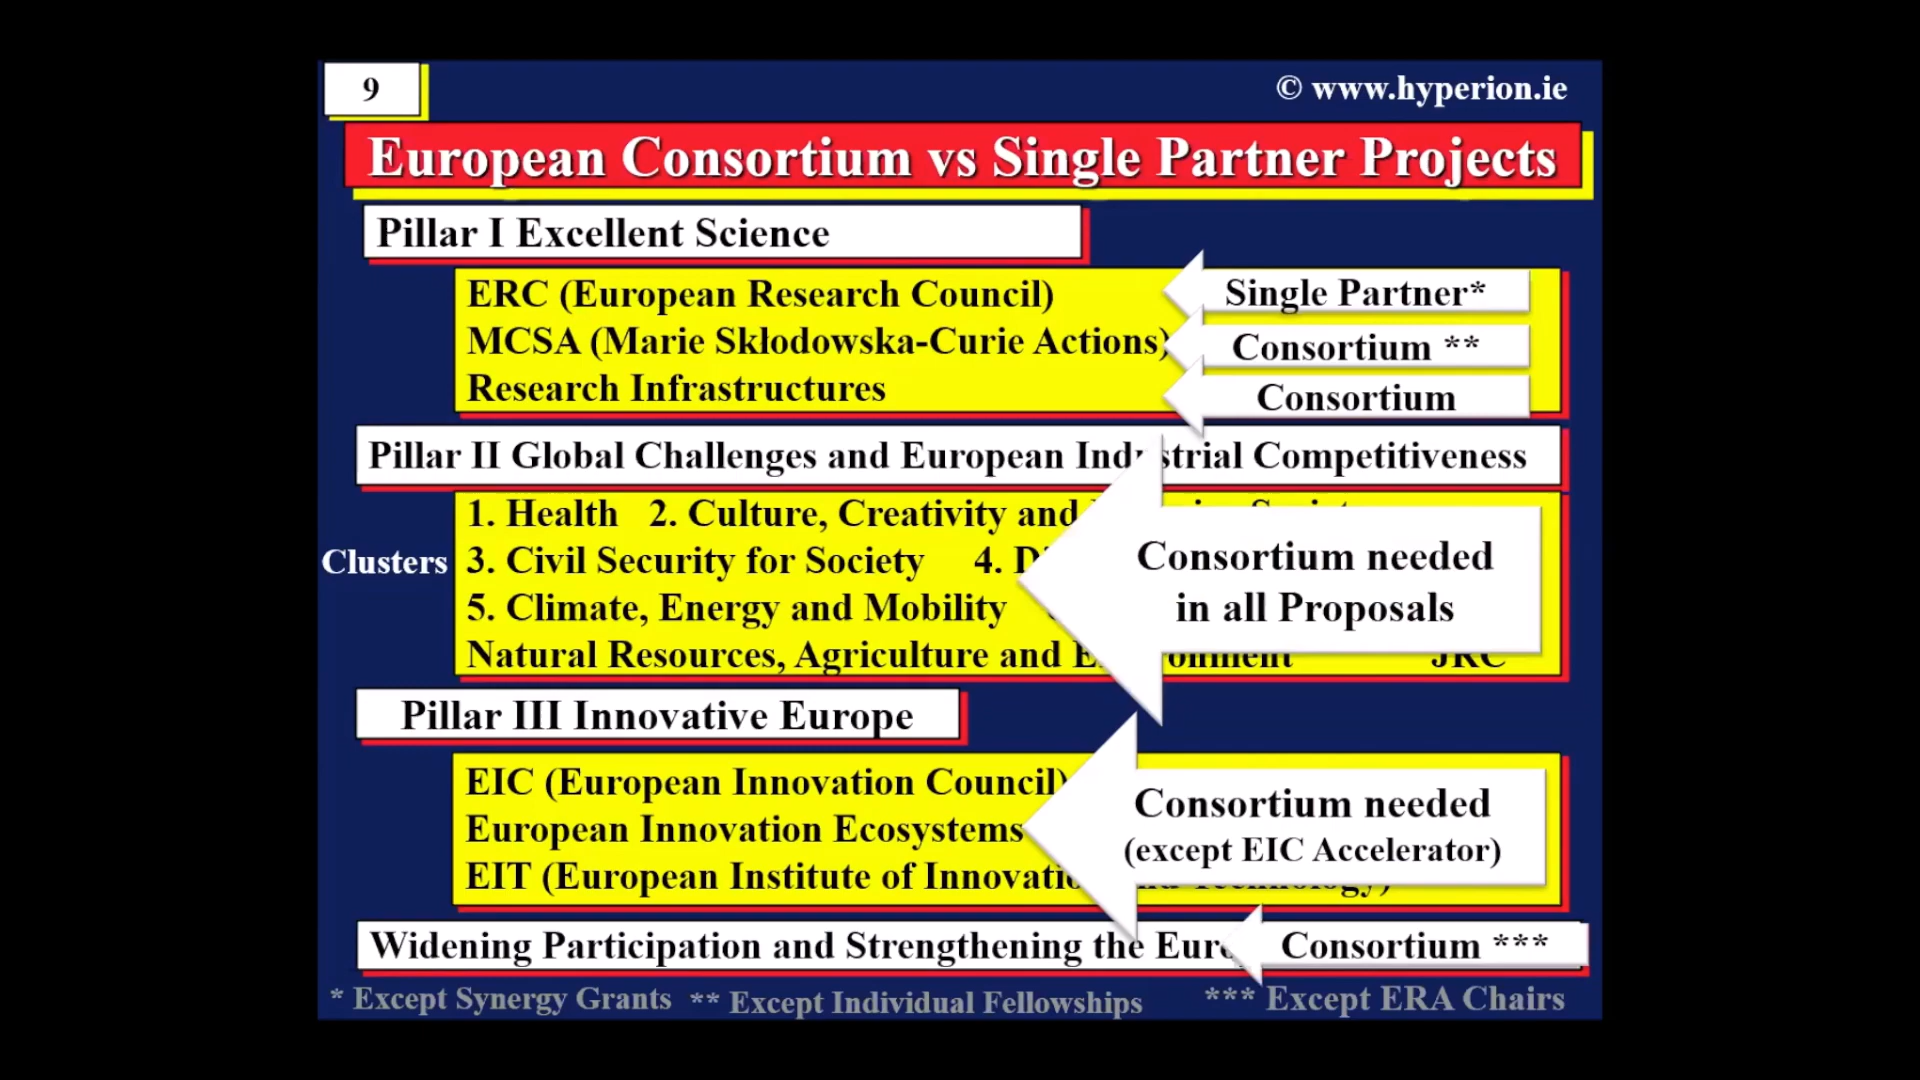 9
© www.hyperion.ie
European Consortium vs Single Partner Projects
Pillar I Excellent Science
ERC (European Research Council)
Single Partner*
MCSA (Marie Skłodowska-Curie Actions)
Consortium **
Research Infrastructures
Consortium
Pillar II Global Challenges and European Industrial Competitiveness
Clusters
1. Health 2. Culture, Creativity and
3. Civil Security for Society 4.
5. Climate, Energy and Mobility
Natural Resources, Agriculture and JRC
Consortium needed
in all Proposals
Pillar III Innovative Europe
EIC (European Innovation Council)
European Innovation Ecosystems
EIT (European Institute of Innovation and Technology)
Consortium needed
(except EIC Accelerator)
Widening Participation and Strengthening the
Consortium ***
* Except Synergy Grants ** Except Individual Fellowships *** Except ERA Chairs